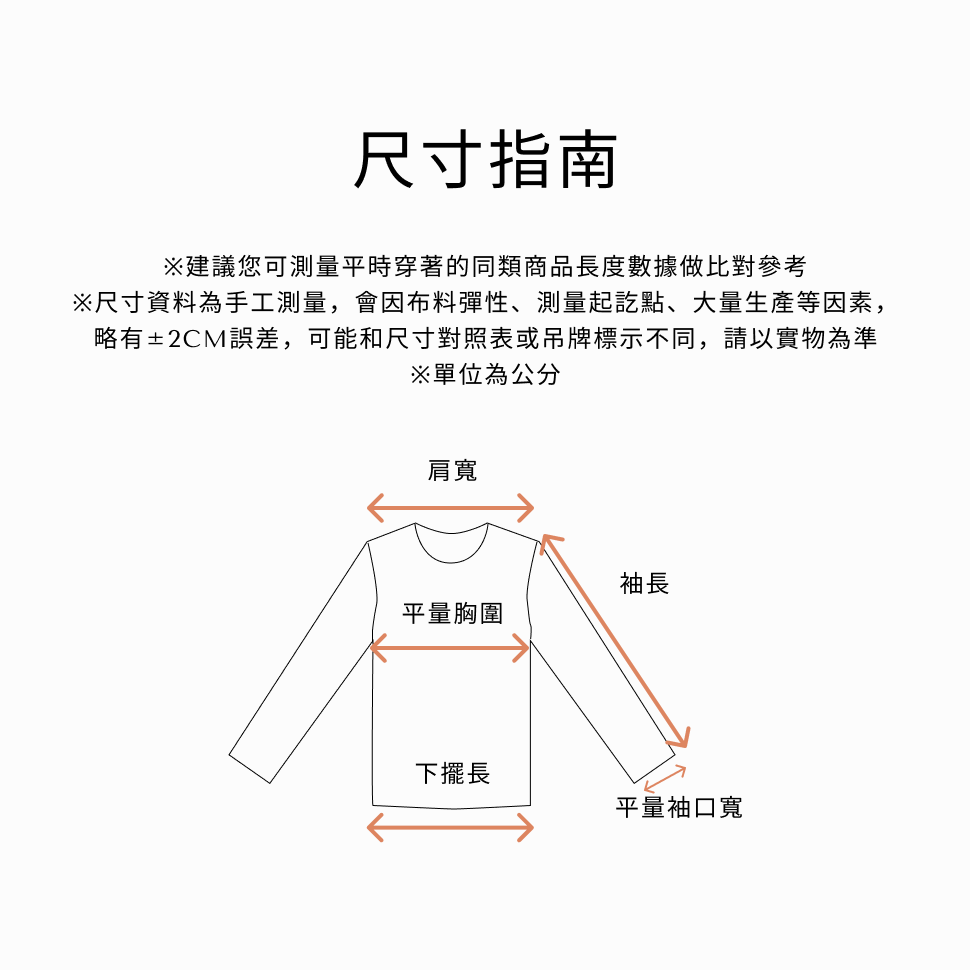 尺寸指南
※建議您可測量平時穿著的同類商品長度數據做比對參考
※尺寸資料為手工測量，會因布料彈性、測量起訖點、大量生產等因素，
略有±2CM誤差，可能和尺寸對照表或吊牌標示不同，請以實物為準
※單位為公分
肩寬
袖長
平量胸圍
下擺長
平量袖口寬